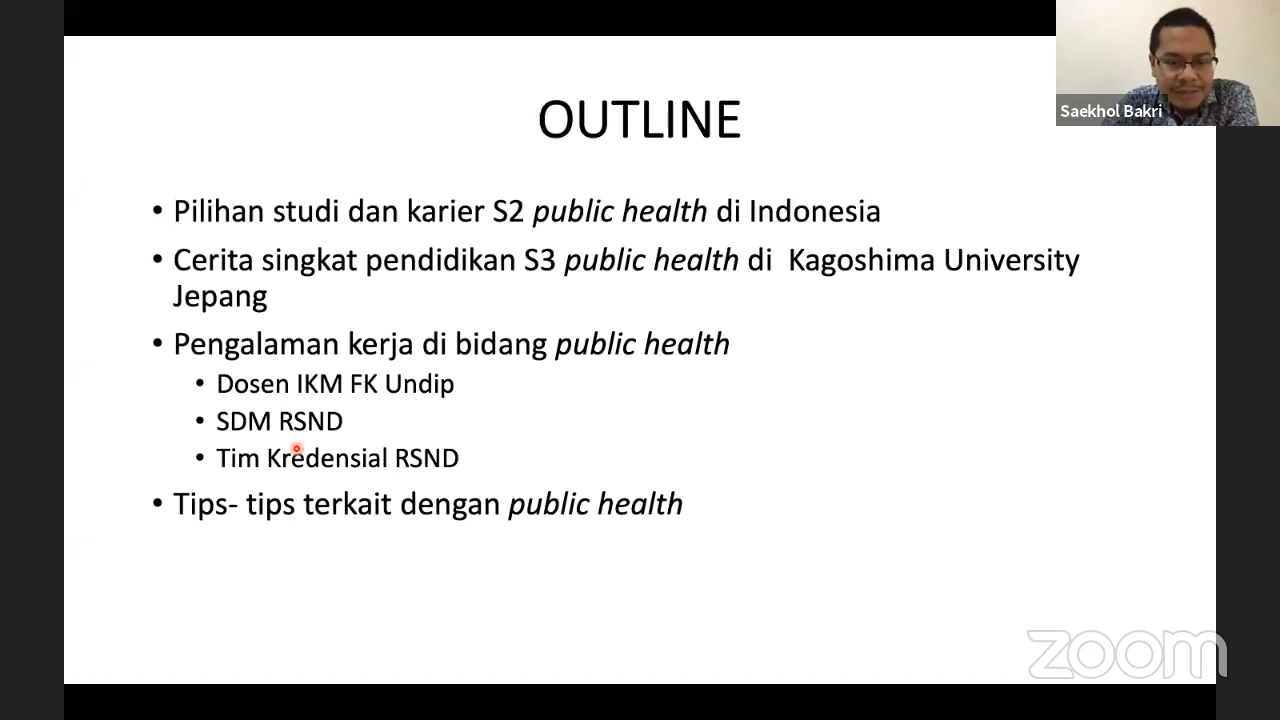 OUTLINE
Saekhol Bakri
• Pilihan studi dan karier S2 public health di Indonesia
• Cerita singkat pendidikan S3 public health di Kagoshima University
Jepang
• Pengalaman kerja di bidang public health
• Dosen IKM FK Undip
• SDM RSND
• Tim Kredensial RSND
• Tips- tips terkait dengan public health
zoom